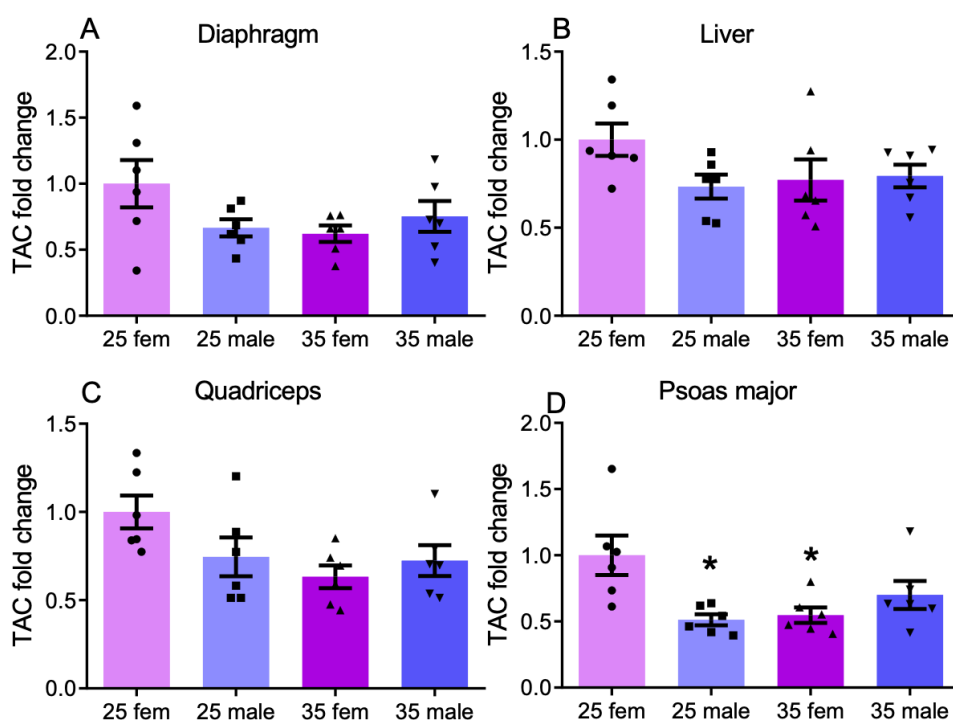 A
Diaphragm
TAC fold change
2.0
1.5
1.0
0.5
0.0
25 fem 25 male 35 fem 35 male
B
Liver
TAC fold change
1.5
1.0
0.5
0.0
25 fem 25 male 35 fem 35 male
C
Quadriceps
TAC fold change
1.5
1.0
0.5
0.0
25 fem 25 male 35 fem 35 male
D
Psoas major
TAC fold change
2.0
1.5
1.0
0.5
0.0
* *
25 fem 25 male 35 fem 35 male